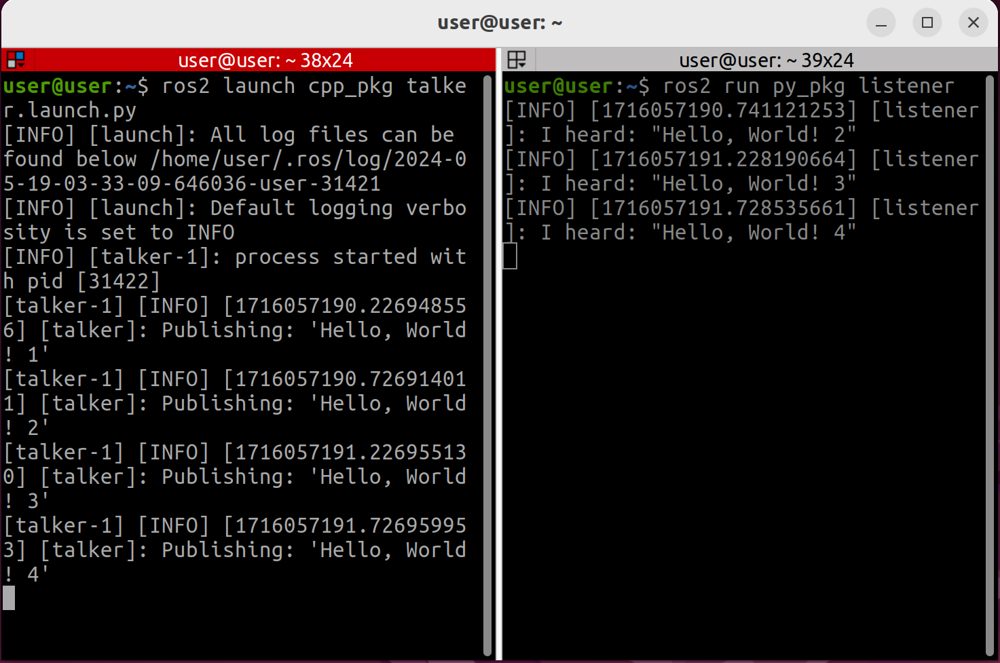 user@user: ~
user@user: ~ 38x24
user@user:~$ ros2 launch cpp_pkg talke
r.launch.py
[INFO] [launch]: All log files can be
found below /home/user/.ros/log/2024-0
5-19-03-33-09-646036-user-31421
[INFO] [launch]: Default logging verbo
sity is set to INFO
[INFO] [talker-1]: process started wit
h pid [31422]
[talker-1] [INFO] [1716057190.22694855
6] [talker]: Publishing: 'Hello, World
! 1'
[talker-1] [INFO] [1716057190.72691401
1] [talker]: Publishing: 'Hello, World
! 2'
[talker-1] [INFO] [1716057191.22695513
0] [talker]: Publishing: 'Hello, World
! 3'
[talker-1] [INFO] [1716057191.72695995
3] [talker]: Publishing: 'Hello, World
! 4'
user@user: ~ 39x24
user@user:~$ ros2 run py_pkg listener
[INFO] [1716057190.741121253] [listener
]: I heard: "Hello, World! 2"
[INFO] [1716057191.228190664] [listener
]: I heard: "Hello, World! 3"
[INFO] [1716057191.728535661] [listener
]: I heard: "Hello, World! 4"